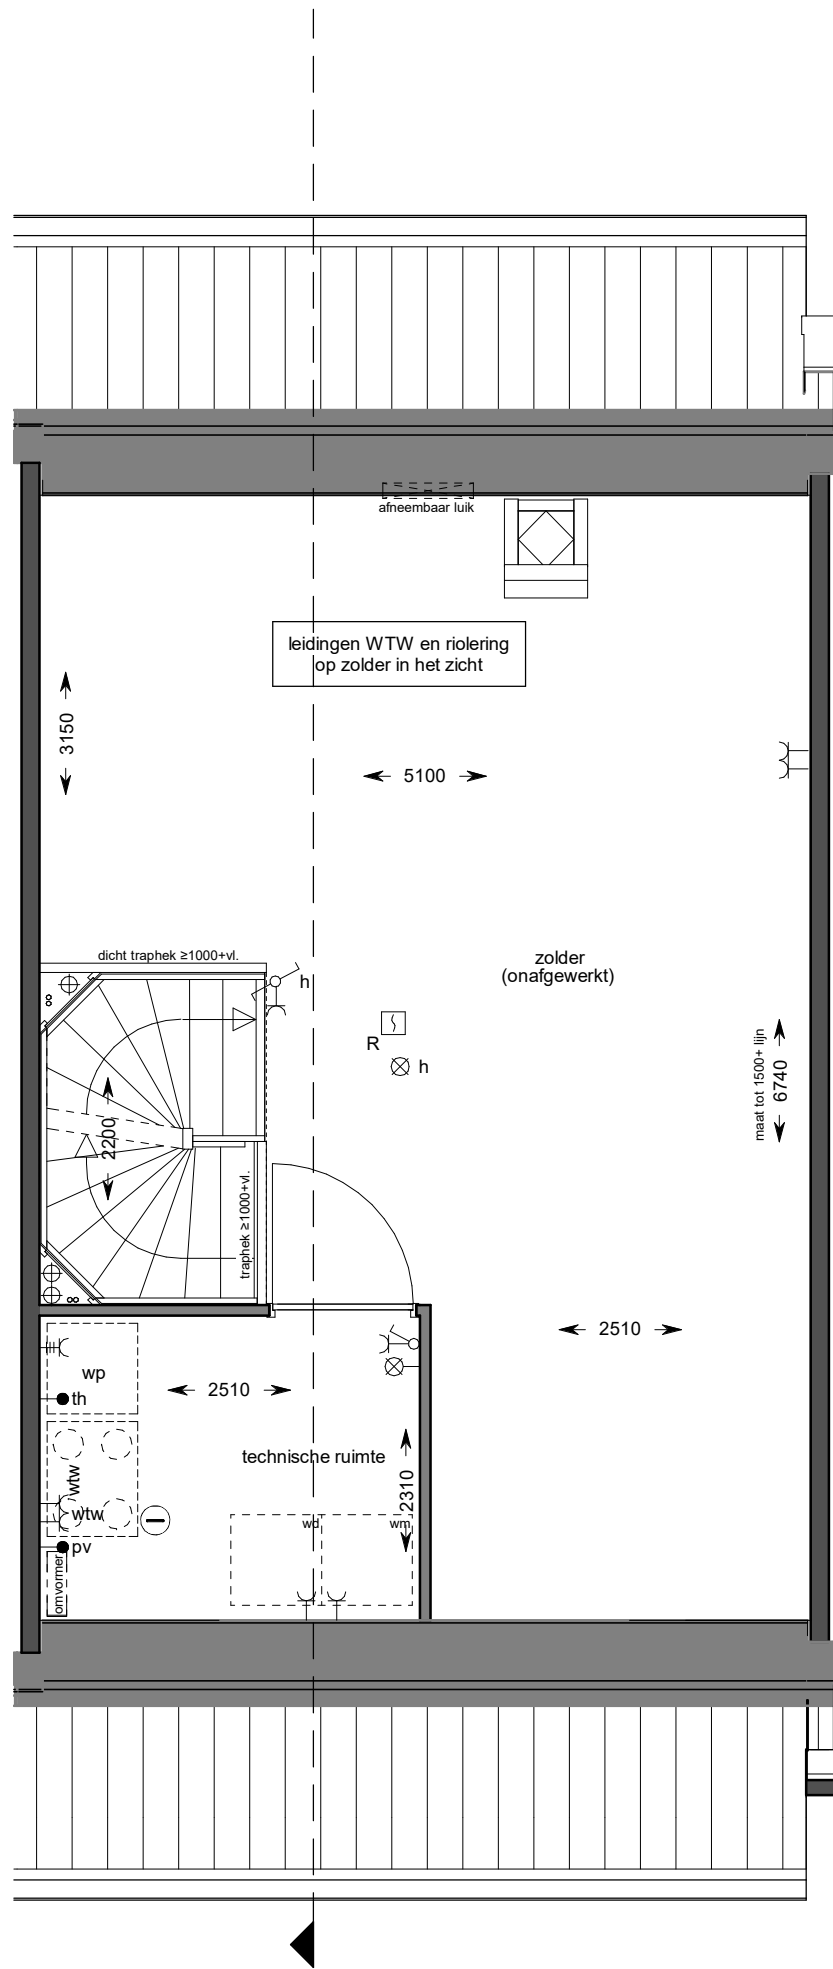 afneembaar luik
leidingen WTW en riolering
op zolder in het zicht
3150
5100
dicht traphek ≥1000+vl.
h
zolder
(onafgewerkt)
R
h
maat tot 1500+ lijn
6740
2200
traphek ≥1000+vl.
2510
wp
2510
th
technische ruimte
wtw
2310
wtw
wd
wm
pv
omvormer